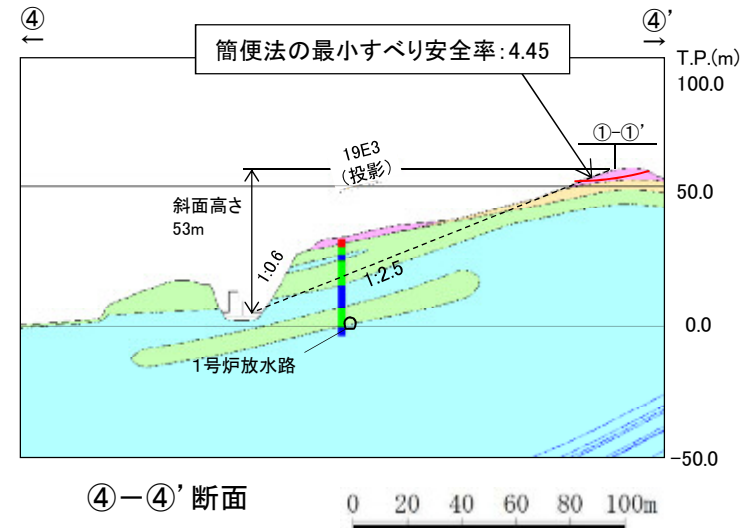 ④
④’
←
→
簡便法の最小すべり安全率:4.45
T.P.(m)
100.0
①-①’
19E3
(投影)
50.0
斜面高さ
53m
1:0.6
1:2.5
0.0
1号炉放水路
-50.0
④-④’断面
0 20 40 60 80 100m